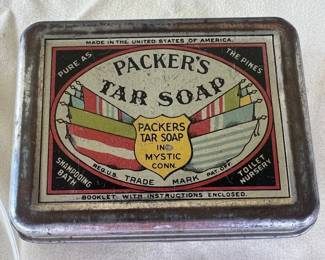 MADE IN THE UNITED STATES OF AMERICA.
PURE AS
THE PINES
PACKER'S
TAR SOAP
PACKERS
TAR SOAP
IN
MYSTIC
CONN.
SHAMPOOING
BATH
TOILET
NURSERY
REG. U.S. TRADE MARK PAT. OFF.
BOOKLET WITH INSTRUCTIONS ENCLOSED.